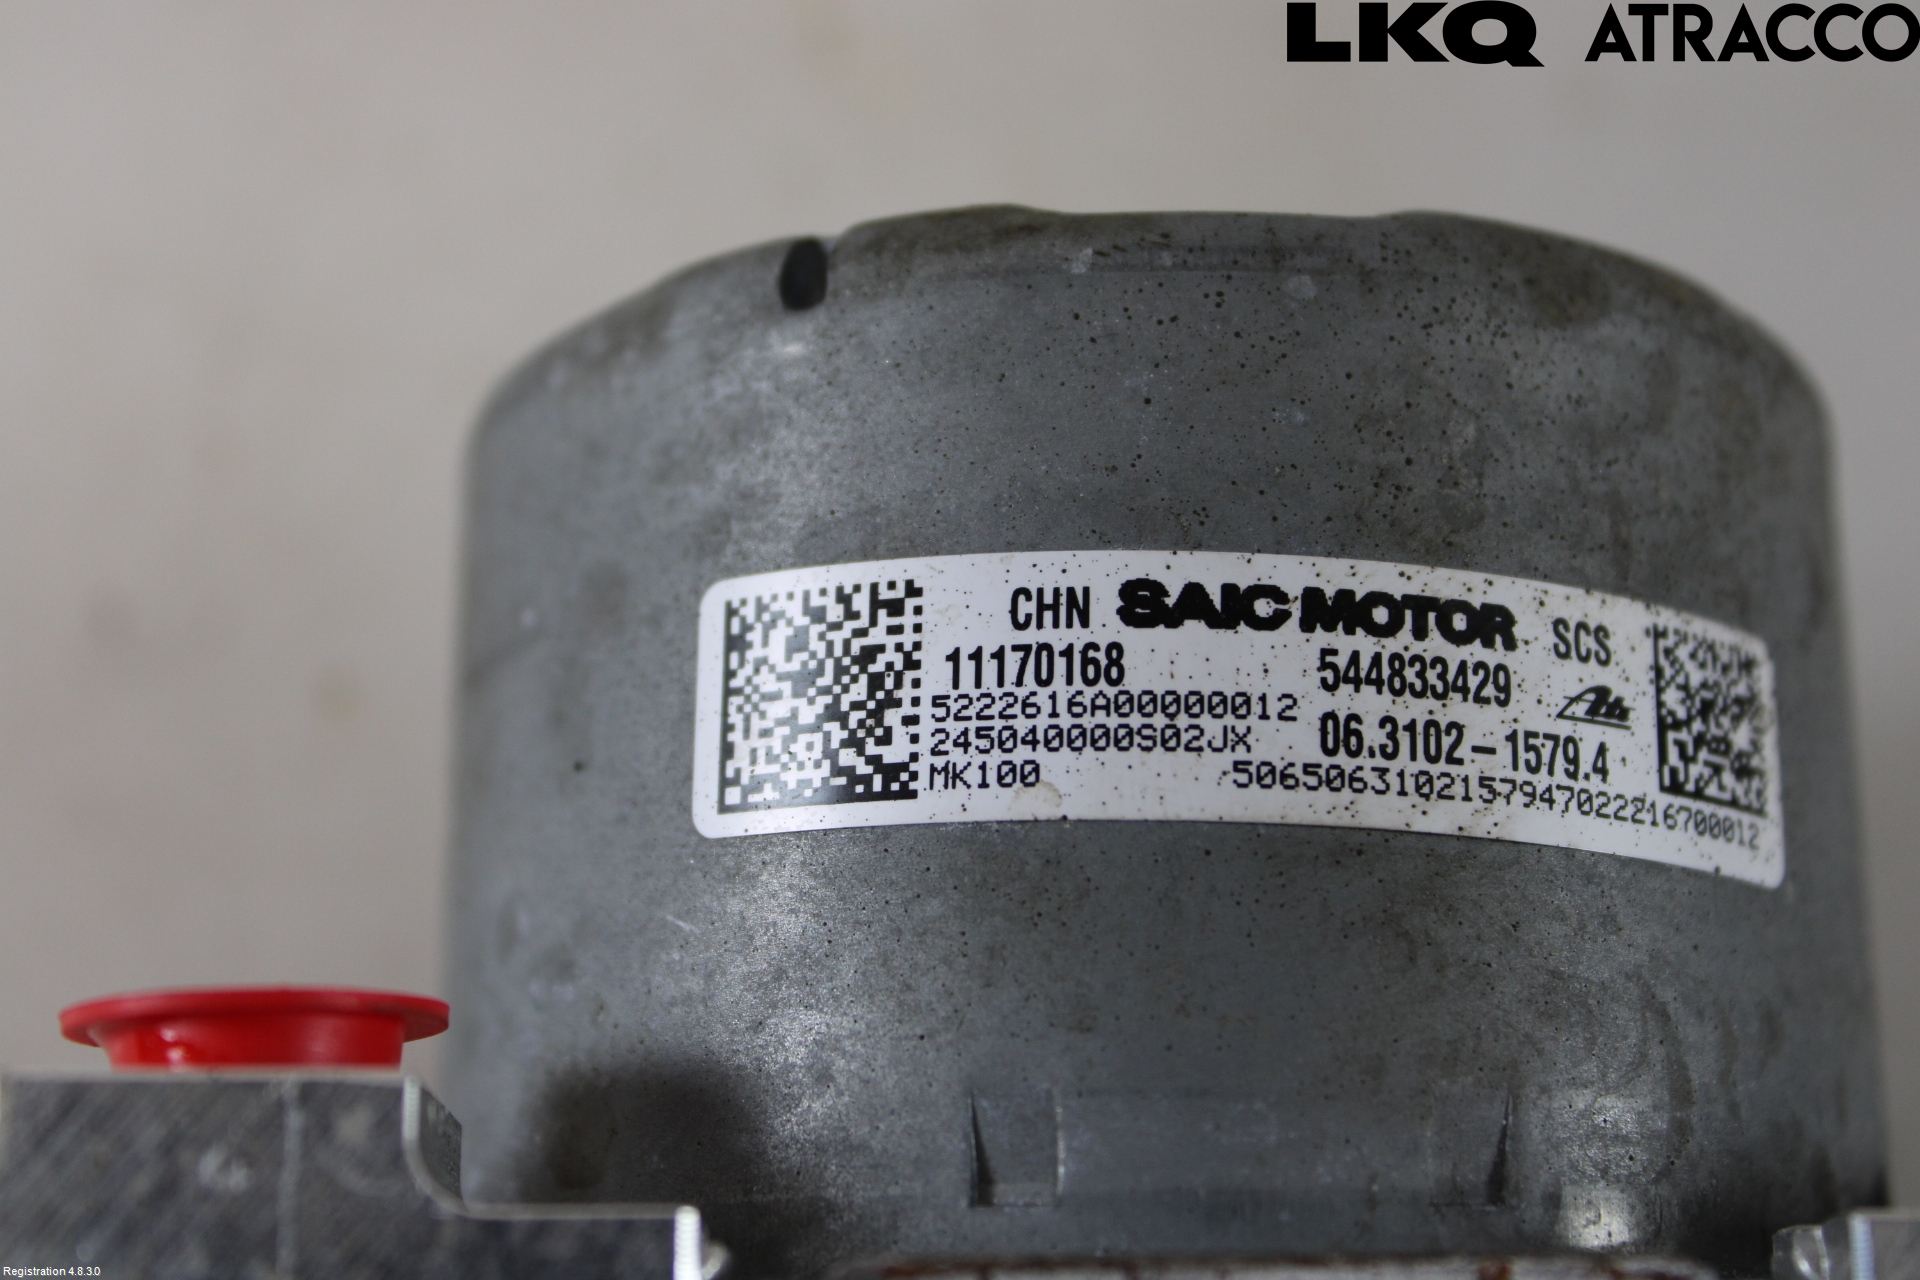 LKQ ATRACCO
CHN SAIC MOTOR SCS
11170168 544833429
5222616A00000012 Ate
245040000S02JX 06.3102-1579.4
MK100 5065063102157947022216700012
Registration 4.8.3.0